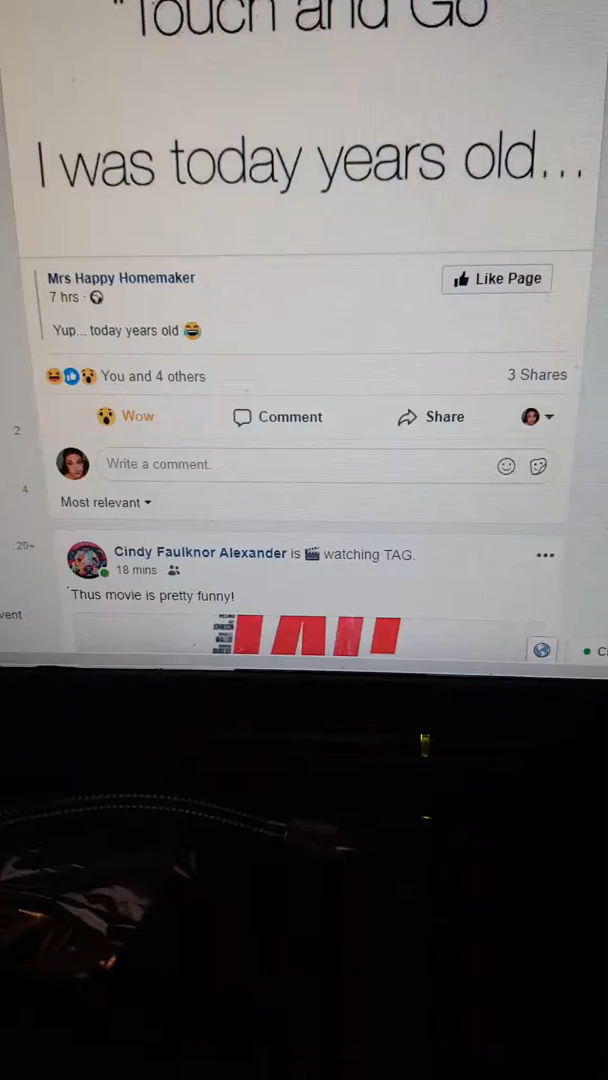 "Touch and Go
I was today years old...
Mrs Happy Homemaker
7 hrs ·
Like Page
Yup... today years old
You and 4 others
3 Shares
Wow
Comment
Share
2
Write a comment...
4
Most relevant
20+
Cindy Faulknor Alexander is watching TAG.
18 mins ·
Thus movie is pretty funny!
vent
JOHNSON